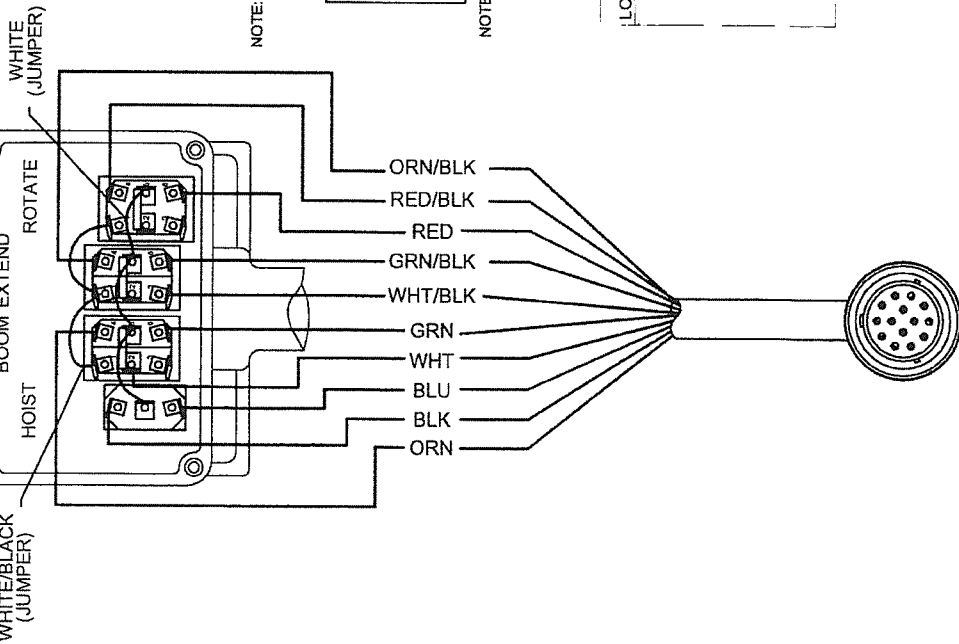 WHITE
(JUMPER)
NOTE:
NOTE
LO
ROTATE
BOOM EXTEND
HOIST
WHITE/BLACK
(JUMPER)
ORN/BLK
RED/BLK
RED
GRN/BLK
WHT/BLK
GRN
WHT
BLU
BLK
ORN